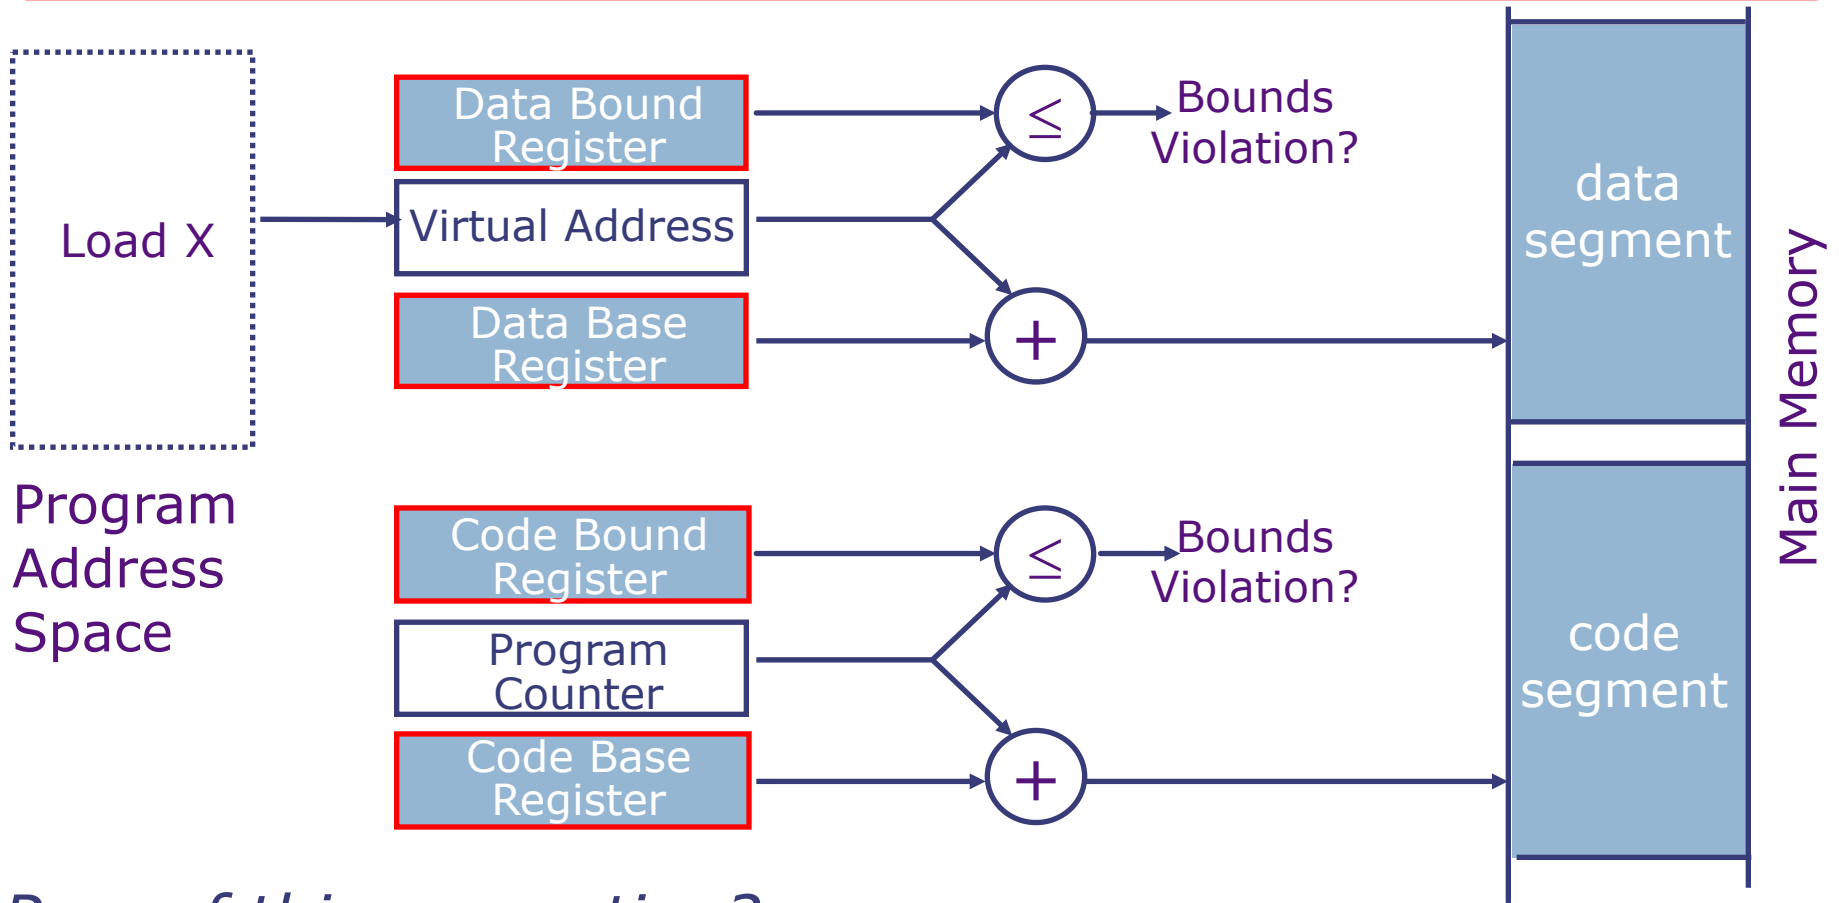 Data Bound
Register
≤
Bounds
Violation?
Load X
Virtual Address
Data Base
Register
+
data
segment
Main Memory
Program
Address
Space
Code Bound
Register
≤
Bounds
Violation?
Program
Counter
Code Base
Register
+
code
segment